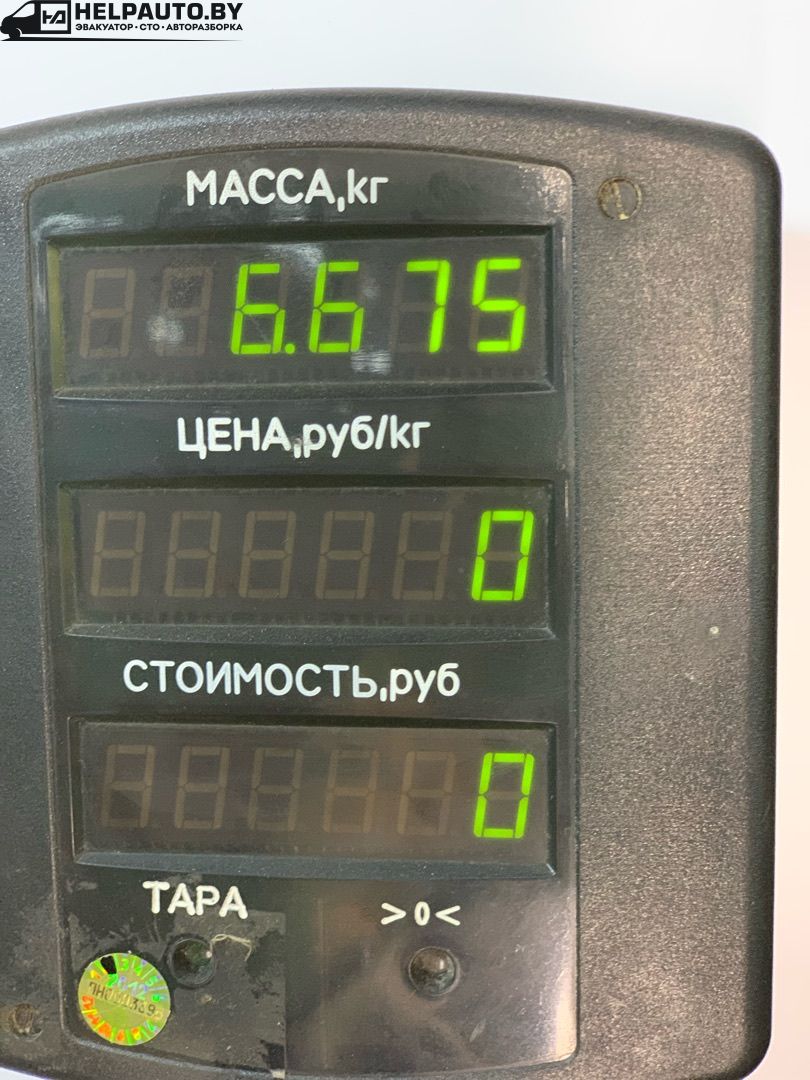 HELPAUTO.BY
ЭВАКУАТОР • СТО • АВТОРАЗБОРКА
МАССА,кг
6.675
ЦЕНА,руб/кг
0
СТОИМОСТЬ,руб
0
ТАРА >0<